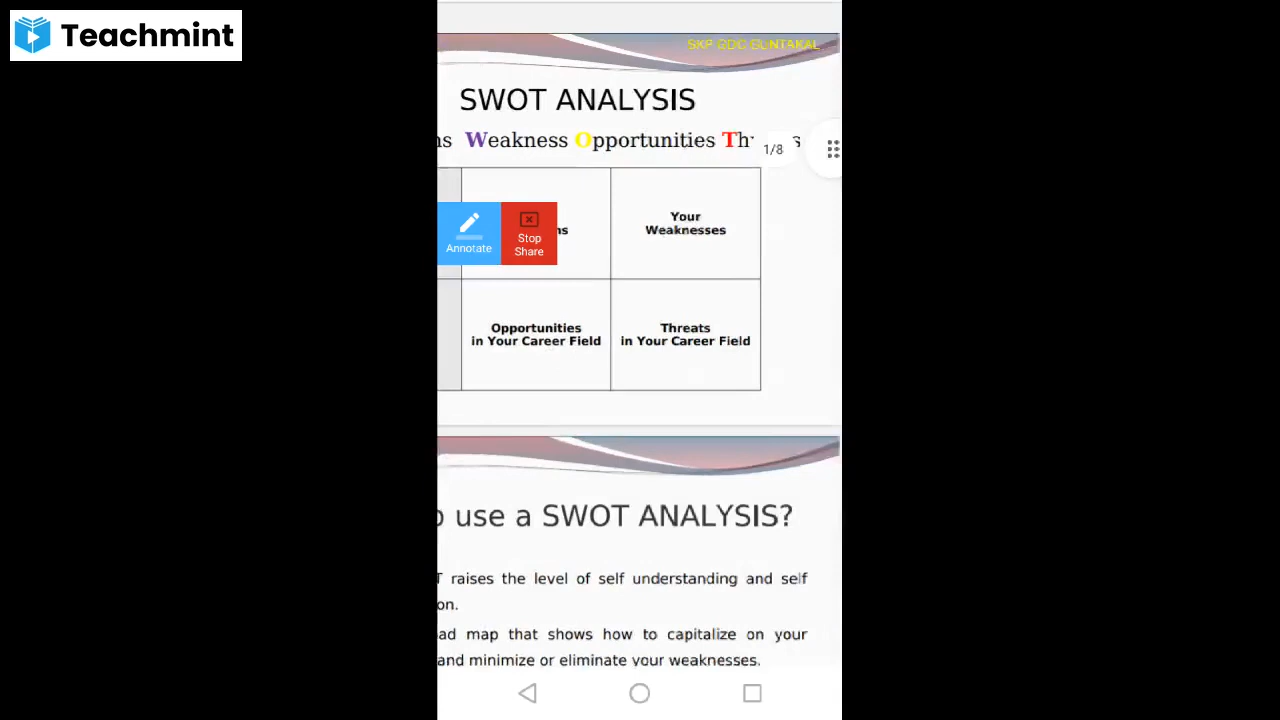 Teachmint
SKP GDC GUNTAKAL
SWOT ANALYSIS
ns Weakness Opportunities Th s
1/8
Annotate
Stop
Share
ns
Your
Weaknesses
Opportunities
in Your Career Field
Threats
in Your Career Field
o use a SWOT ANALYSIS?
T raises the level of self understanding and self
on.
ad map that shows how to capitalize on your
and minimize or eliminate your weaknesses.